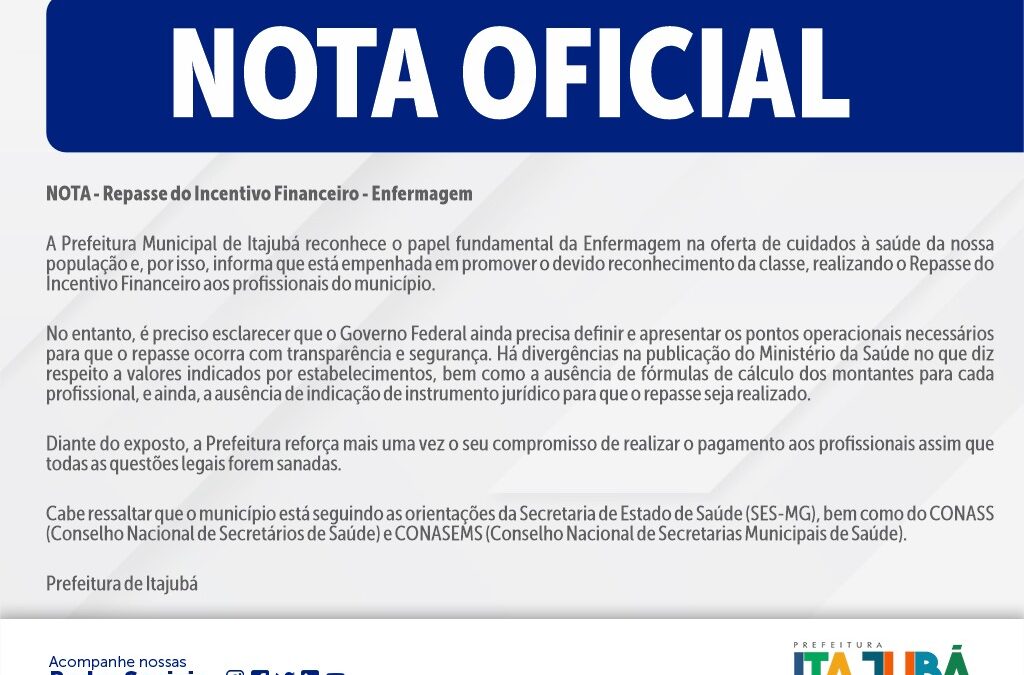 NOTA OFICIAL
NOTA - Repasse do Incentivo Financeiro - Enfermagem
A Prefeitura Municipal de Itajubá reconhece o papel fundamental da Enfermagem na oferta de cuidados à saúde da nossa
população e, por isso, informa que está empenhada em promover o devido reconhecimento da classe, realizando o Repasse do
Incentivo Financeiro aos profissionais do município.
No entanto, é preciso esclarecer que o Governo Federal ainda precisa definir e apresentar os pontos operacionais necessários
para que o repasse ocorra com transparência e segurança. Há divergências na publicação do Ministério da Saúde no que diz
respeito a valores indicados por estabelecimentos, bem como a ausência de fórmulas de cálculo dos montantes para cada
profissional, e ainda, a ausência de indicação de instrumento jurídico para que o repasse seja realizado.
Diante do exposto, a Prefeitura reforça mais uma vez o seu compromisso de realizar o pagamento aos profissionais assim que
todas as questões legais forem sanadas.
Cabe ressaltar que o município está seguindo as orientações da Secretaria de Estado de Saúde (SES-MG), bem como do CONASS
(Conselho Nacional de Secretários de Saúde) e CONASEMS (Conselho Nacional de Secretarias Municipais de Saúde).
Prefeitura de Itajubá
Acompanhe nossas
PREFEITURA
ITAJUBÁ